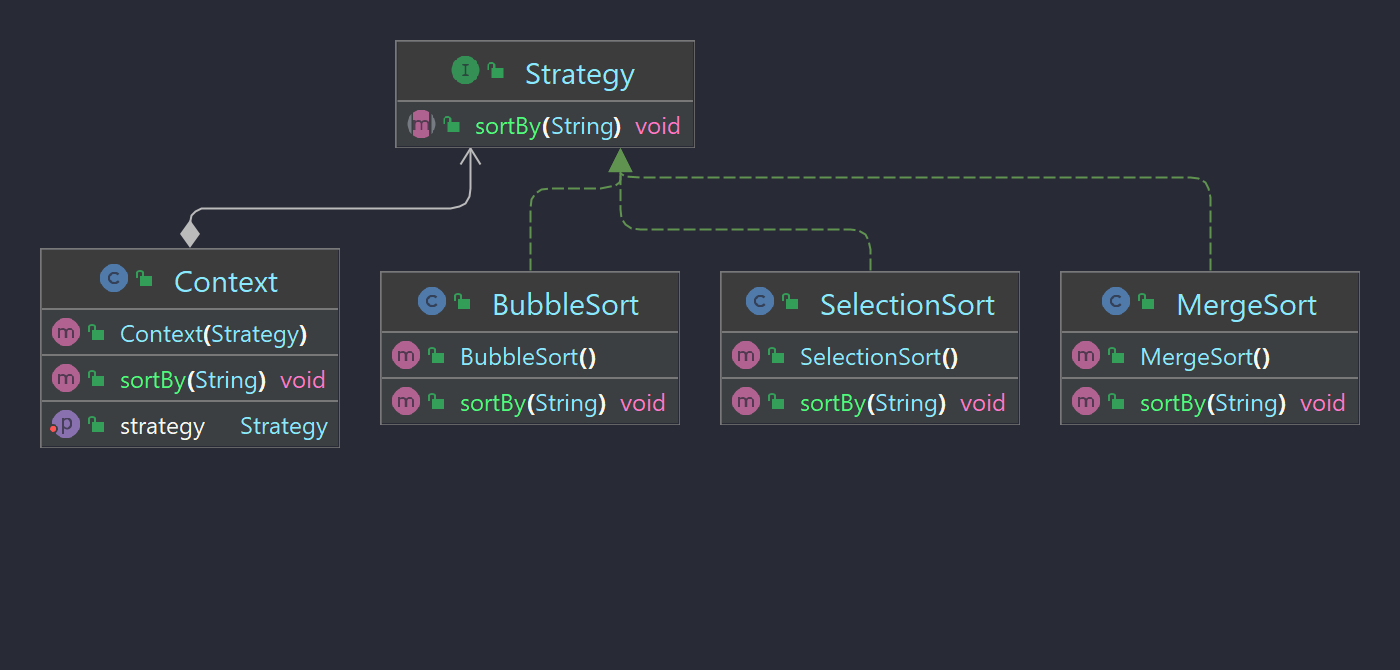 I Strategy
m sortBy(String) void
C Context
m Context(Strategy)
m sortBy(String) void
p strategy Strategy
C BubbleSort
m BubbleSort()
m sortBy(String) void
C SelectionSort
m SelectionSort()
m sortBy(String) void
C MergeSort
m MergeSort()
m sortBy(String) void